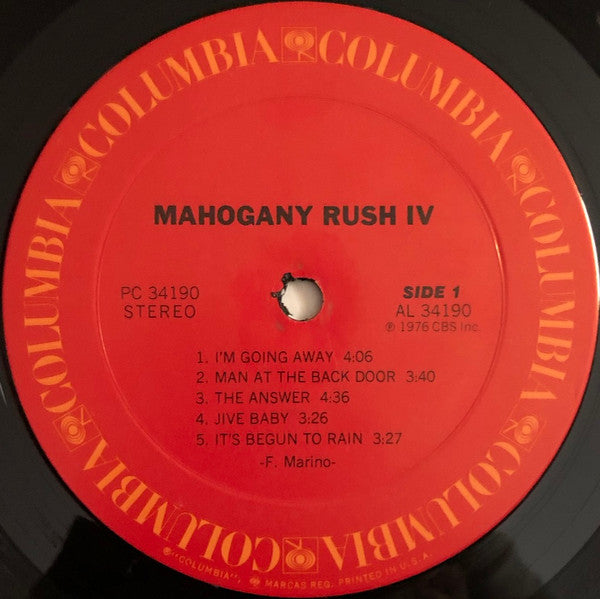 COLUMBIA COLUMBIA COLUMBIA COLUMBIA COLUMBIA COLUMBIA
MAHOGANY RUSH IV
PC 34190
STEREO
SIDE 1
AL 34190
℗ 1976 CBS Inc.
1. I'M GOING AWAY 4:06
2. MAN AT THE BACK DOOR 3:40
3. THE ANSWER 4:36
4. JIVE BABY 3:26
5. IT'S BEGUN TO RAIN 3:27
-F. Marino-
®"COLUMBIA", MARCAS REG. PRINTED IN U.S.A.